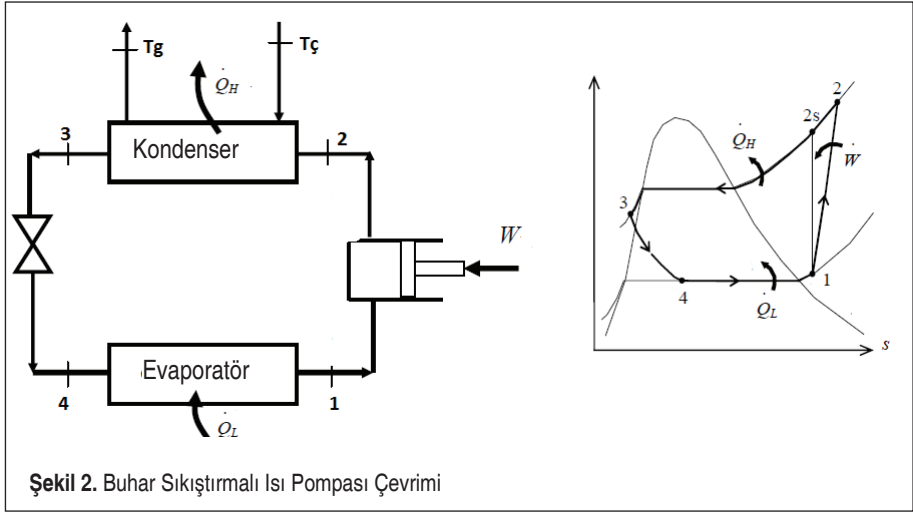 Tg
Tç
Q̇H
3
Kondenser
2
W
4
Evaporatör
1
Q̇L
2
2s
Q̇H
Ẇ
3
4
1
Q̇L
s
Şekil 2. Buhar Sıkıştırmalı Isı Pompası Çevrimi